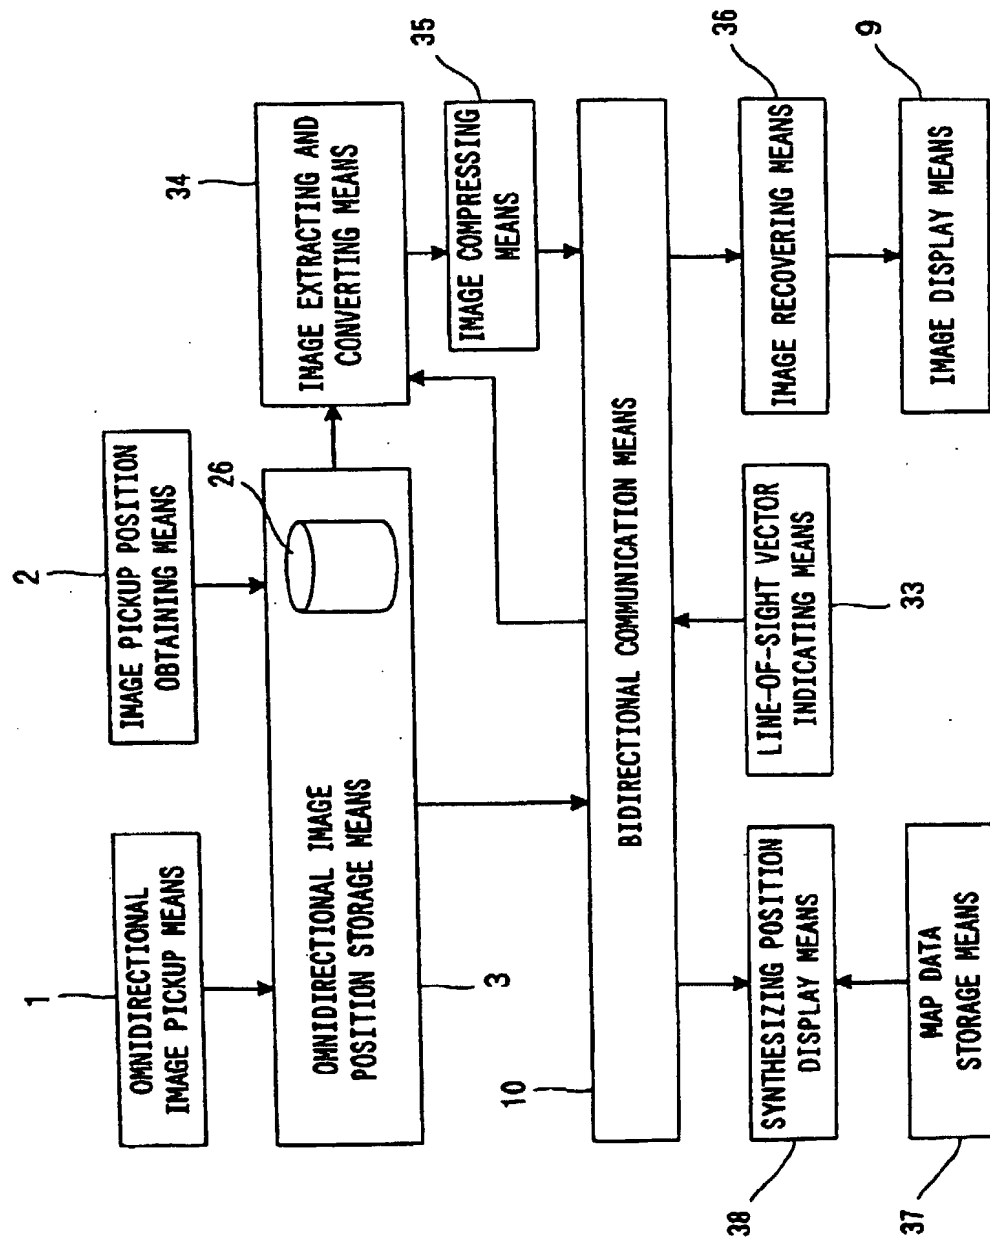 1
OMNIDIRECTIONAL
IMAGE PICKUP MEANS
2
IMAGE PICKUP POSITION
OBTAINING MEANS
OMNIDIRECTIONAL IMAGE
POSITION STORAGE MEANS
3
26
34
IMAGE EXTRACTING AND
CONVERTING MEANS
35
IMAGE COMPRESSING
MEANS
10
BIDIRECTIONAL COMMUNICATION MEANS
SYNTHESIZING POSITION
DISPLAY MEANS
38
LINE-OF-SIGHT VECTOR
INDICATING MEANS
33
IMAGE RECOVERING MEANS
36
MAP DATA
STORAGE MEANS
37
IMAGE DISPLAY MEANS
9